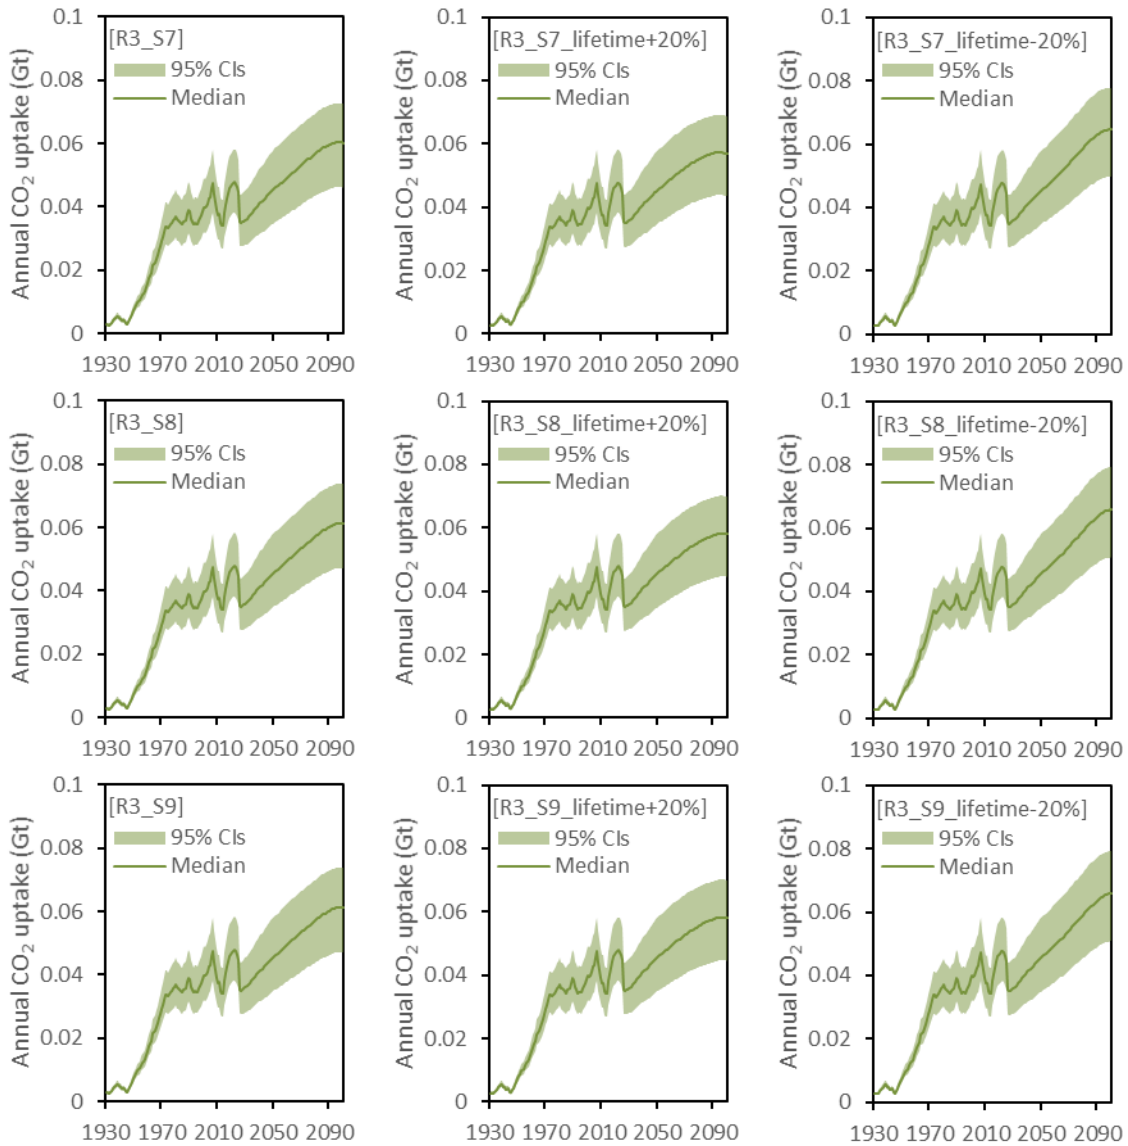 Annual CO₂ uptake (Gt)
0.1
0.08
0.06
0.04
0.02
0
[R3_S7]
95% CIs
Median
1930 1970 2010 2050 2090
Annual CO₂ uptake (Gt)
0.1
0.08
0.06
0.04
0.02
0
[R3_S7_lifetime+20%]
95% CIs
Median
1930 1970 2010 2050 2090
Annual CO₂ uptake (Gt)
0.1
0.08
0.06
0.04
0.02
0
[R3_S7_lifetime-20%]
95% CIs
Median
1930 1970 2010 2050 2090
Annual CO₂ uptake (Gt)
0.1
0.08
0.06
0.04
0.02
0
[R3_S8]
95% CIs
Median
1930 1970 2010 2050 2090
Annual CO₂ uptake (Gt)
0.1
0.08
0.06
0.04
0.02
0
[R3_S8_lifetime+20%]
95% CIs
Median
1930 1970 2010 2050 2090
Annual CO₂ uptake (Gt)
0.1
0.08
0.06
0.04
0.02
0
[R3_S8_lifetime-20%]
95% CIs
Median
1930 1970 2010 2050 2090
Annual CO₂ uptake (Gt)
0.1
0.08
0.06
0.04
0.02
0
[R3_S9]
95% CIs
Median
1930 1970 2010 2050 2090
Annual CO₂ uptake (Gt)
0.1
0.08
0.06
0.04
0.02
0
[R3_S9_lifetime+20%]
95% CIs
Median
1930 1970 2010 2050 2090
Annual CO₂ uptake (Gt)
0.1
0.08
0.06
0.04
0.02
0
[R3_S9_lifetime-20%]
95% CIs
Median
1930 1970 2010 2050 2090